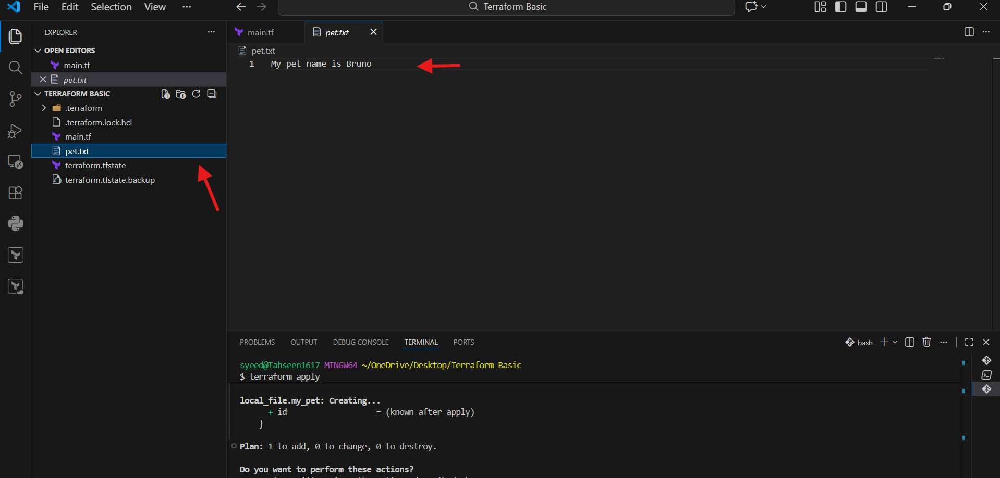 File Edit Selection View ···
Terraform Basic
EXPLORER ···
OPEN EDITORS
main.tf
pet.txt
TERRAFORM BASIC
.terraform
.terraform.lock.hcl
main.tf
pet.txt
terraform.tfstate
terraform.tfstate.backup
main.tf pet.txt
pet.txt
1 My pet name is Bruno
PROBLEMS OUTPUT DEBUG CONSOLE TERMINAL PORTS
bash
syeed@Tahseen1617 MINGW64 ~/OneDrive/Desktop/Terraform Basic
$ terraform apply
local_file.my_pet: Creating...
+ id = (known after apply)
}
Plan: 1 to add, 0 to change, 0 to destroy.
Do you want to perform these actions?